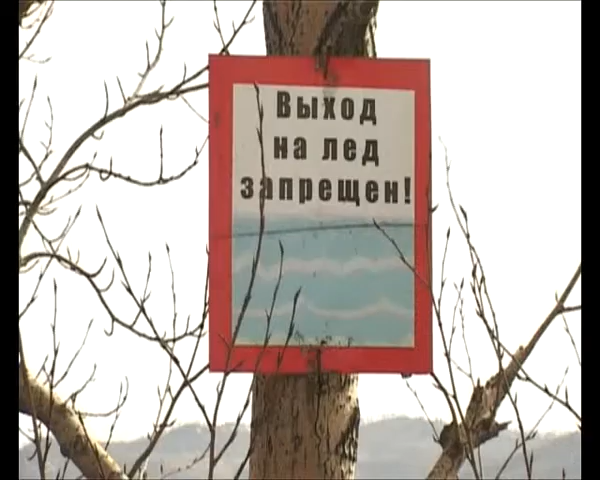 Выход
на лед
запрещен!